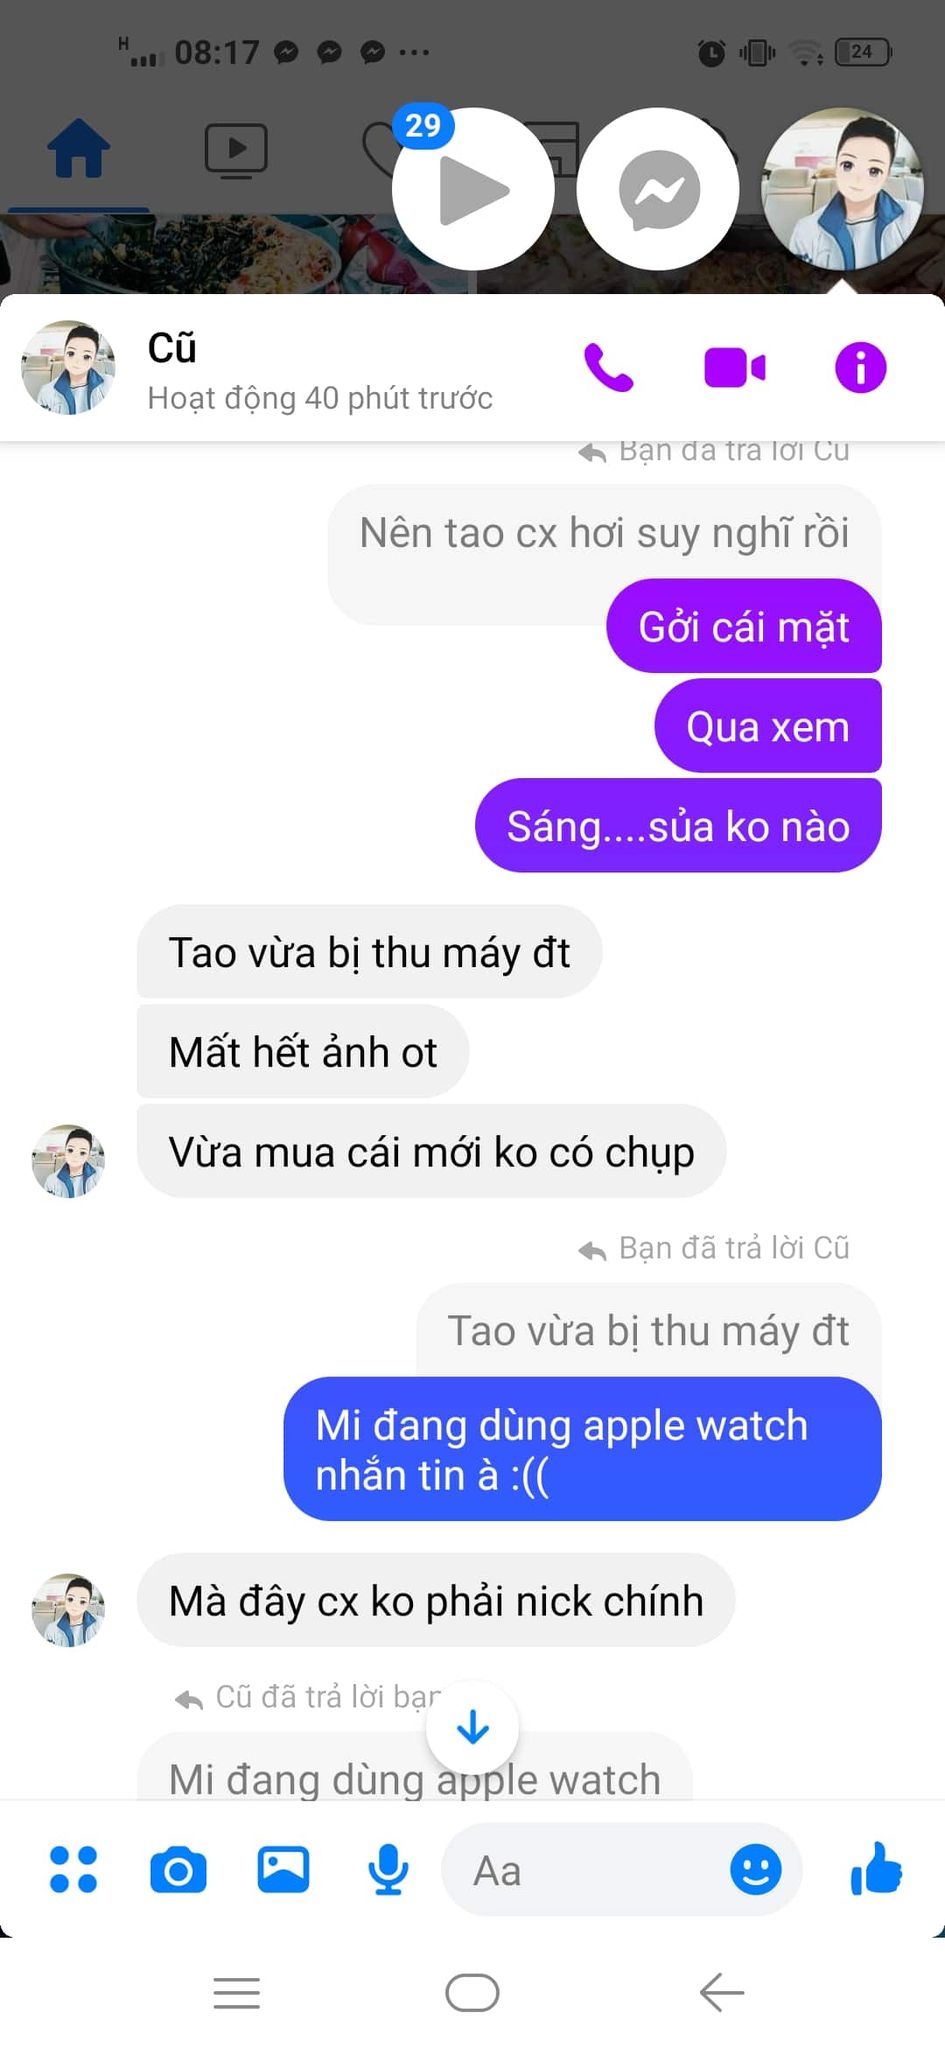 H
08:17
24
29
Cũ
Hoạt động 40 phút trước
Bạn đã trả lời Cũ
Nên tao cx hơi suy nghĩ rồi
Gởi cái mặt
Qua xem
Sáng....sủa ko nào
Tao vừa bị thu máy đt
Mất hết ảnh ot
Vừa mua cái mới ko có chụp
Bạn đã trả lời Cũ
Tao vừa bị thu máy đt
Mi đang dùng apple watch
nhắn tin à :((
Mà đây cx ko phải nick chính
Cũ đã trả lời bạn
Mi đang dùng apple watch
Aa